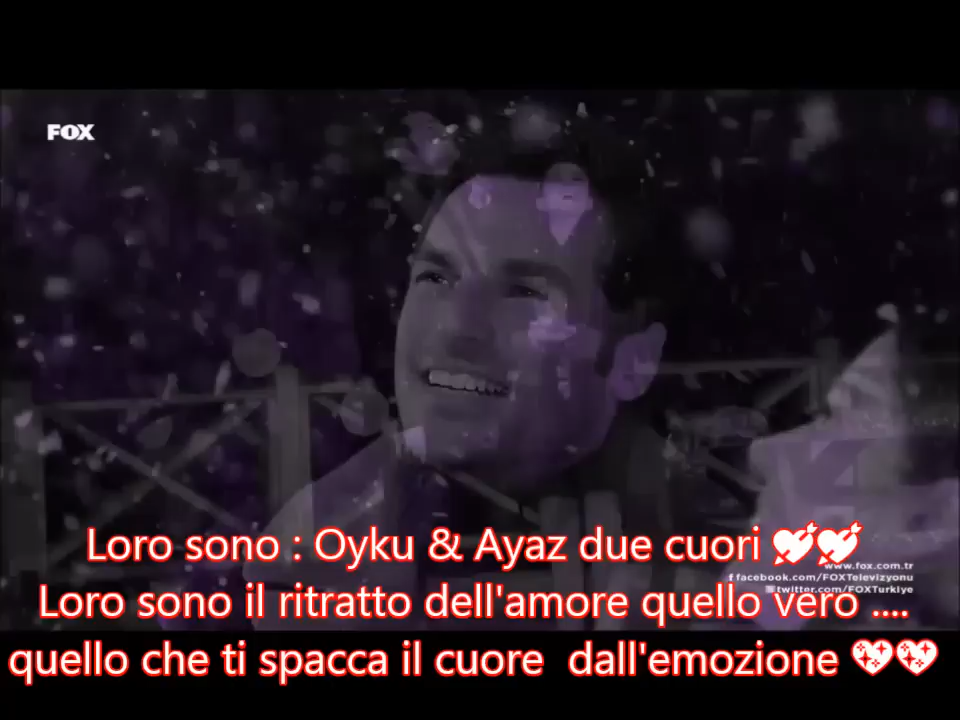 FOX
Loro sono : Oyku & Ayaz due cuori 💘💘
www.fox.com.tr
facebook.com/FOXTelevizyonu
twitter.com/FOXTurkiye
Loro sono il ritratto dell'amore quello vero ....
quello che ti spacca il cuore dall'emozione 💖💖